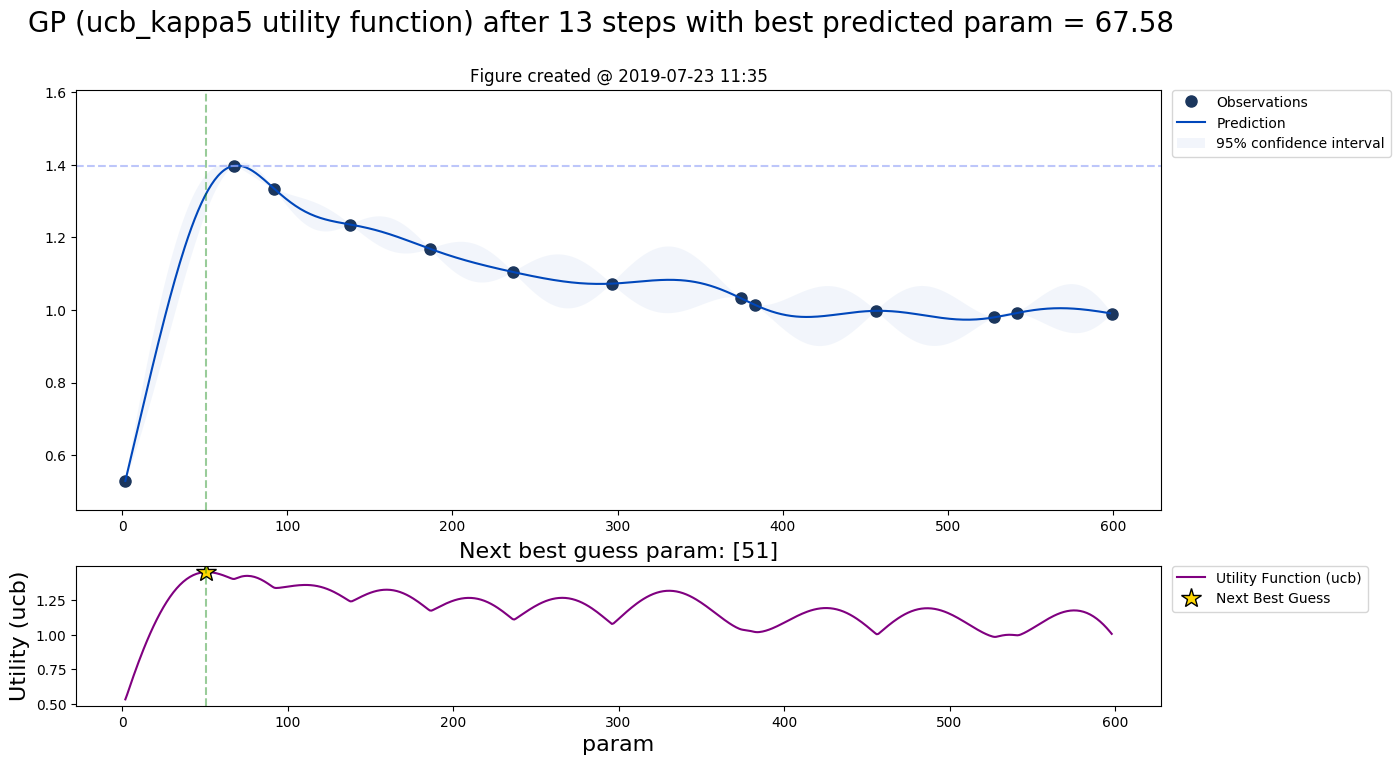 GP (ucb_kappa5 utility function) after 13 steps with best predicted param = 67.58
Figure created @ 2019-07-23 11:35
1.6
1.4
1.2
1.0
0.8
0.6
0 100 200 300 400 500 600
Observations
Prediction
95% confidence interval
Next best guess param: [51]
Utility (ucb)
1.25
1.00
0.75
0.50
0 100 200 300 400 500 600
param
Utility Function (ucb)
Next Best Guess